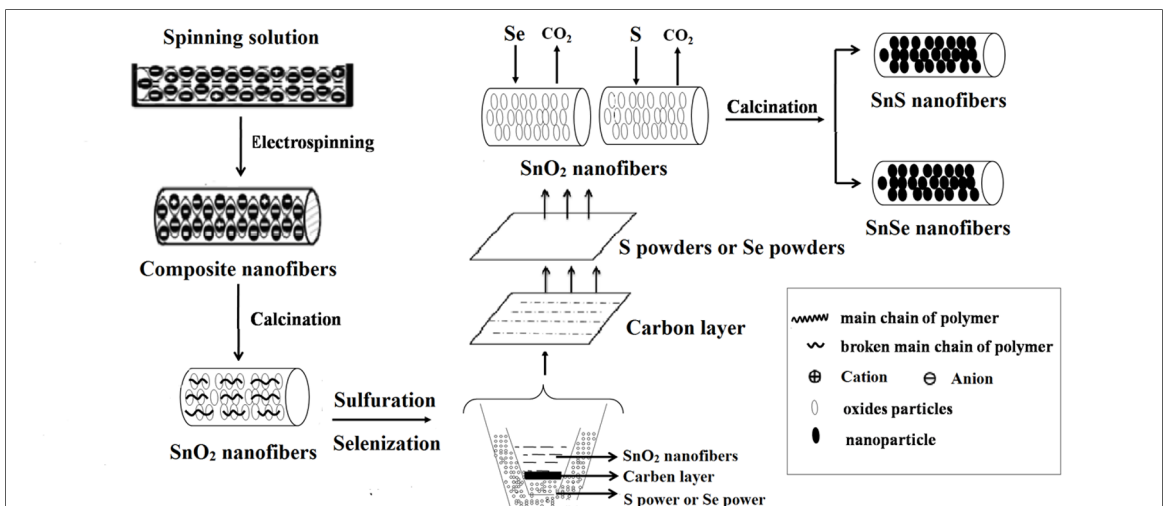 Spinning solution
Electrospinning
Composite nanofibers
Calcination
SnO₂ nanofibers
Sulfuration
Selenization
SnO₂ nanofibers
Carben layer
S power or Se power
Carbon layer
S powders or Se powders
Se CO₂ S CO₂
SnO₂ nanofibers
Calcination
SnS nanofibers
SnSe nanofibers
main chain of polymer
broken main chain of polymer
Cation Anion
oxides particles
nanoparticle